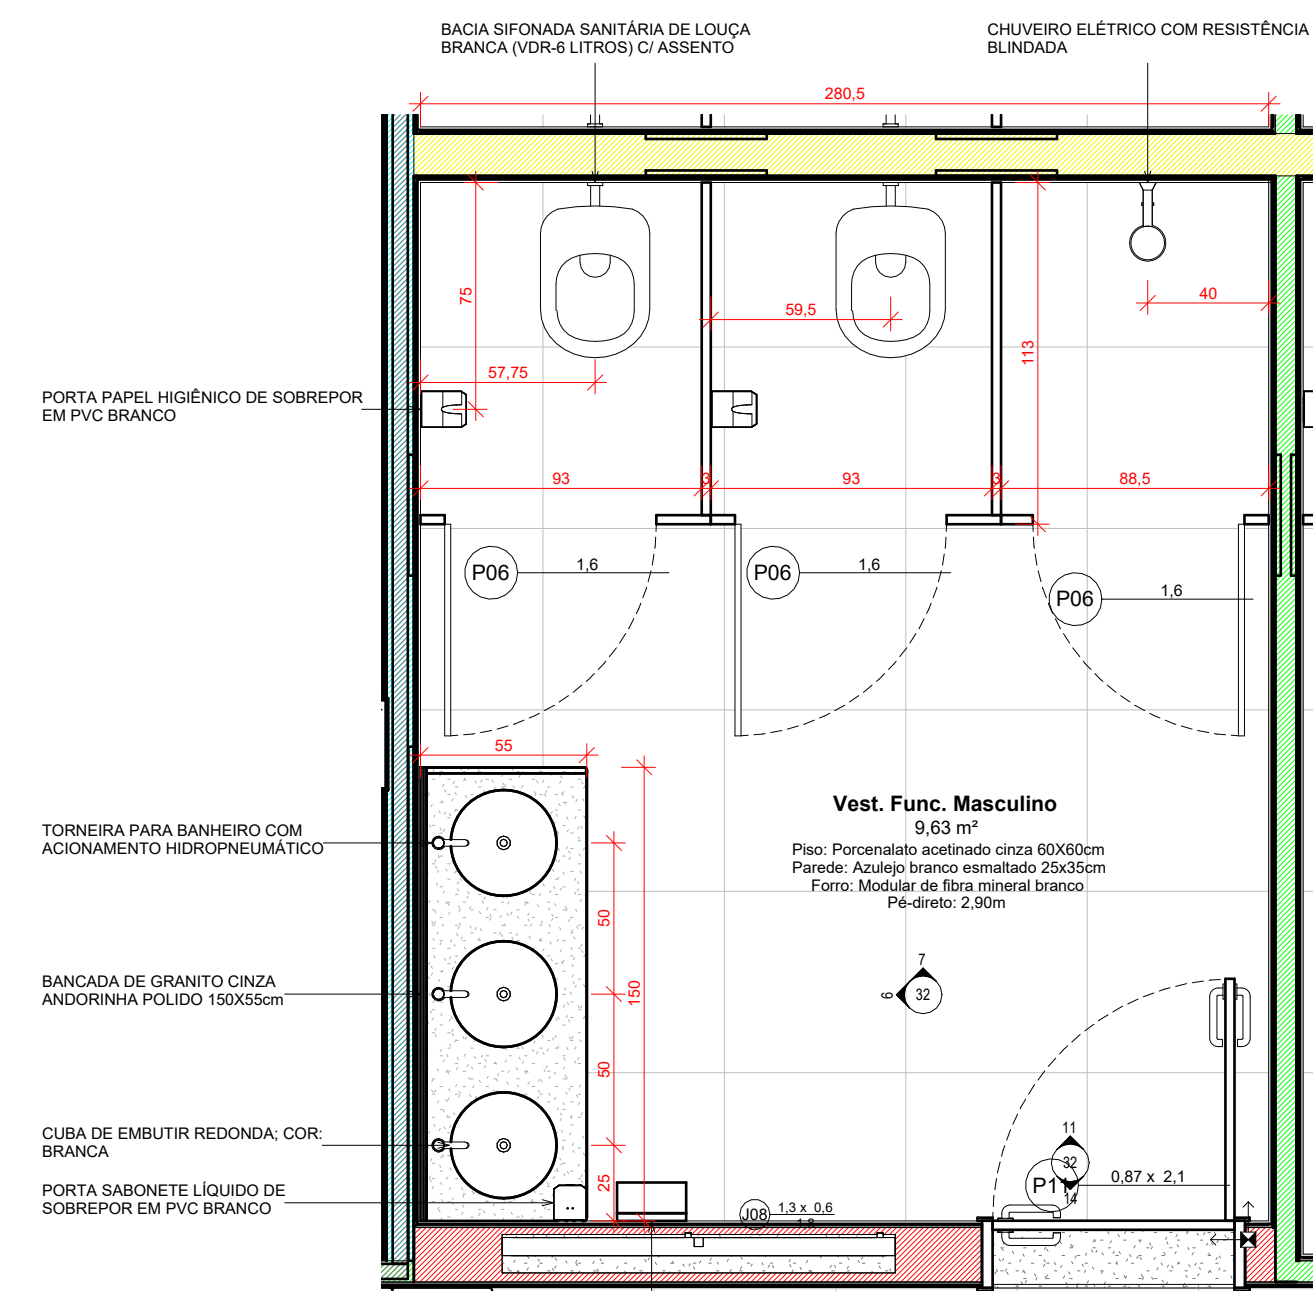 BACIA SIFONADA SANITÁRIA DE LOUÇA
BRANCA (VDR-6 LITROS) C/ ASSENTO
CHUVEIRO ELÉTRICO COM RESISTÊNCIA
BLINDADA
280,5
75
59,5
40
113
57,75
PORTA PAPEL HIGIÊNICO DE SOBREPOR
EM PVC BRANCO
93
3
93
3
88,5
P06
1,6
P06
1,6
P06
1,6
55
Vest. Func. Masculino
9,63 m²
Piso: Porcenalato acetinado cinza 60X60cm
Parede: Azulejo branco esmaltado 25x35cm
Forro: Modular de fibra mineral branco
Pé-direto: 2,90m
TORNEIRA PARA BANHEIRO COM
ACIONAMENTO HIDROPNEUMÁTICO
50
7
6
32
150
BANCADA DE GRANITO CINZA
ANDORINHA POLIDO 150X55cm
50
CUBA DE EMBUTIR REDONDA; COR:
BRANCA
11
32
14
P11
0,87 x 2,1
25
PORTA SABONETE LÍQUIDO DE
SOBREPOR EM PVC BRANCO
J08
1,3 x 0,6
1,8